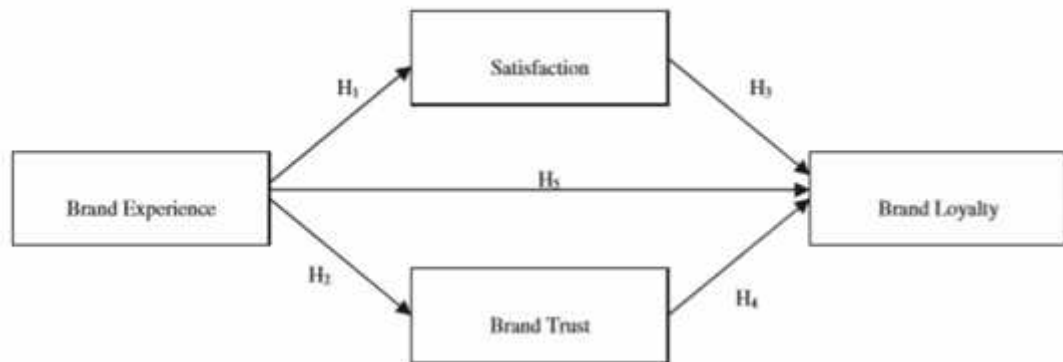 Satisfaction
H₁
H₃
Brand Experience
H₅
Brand Loyalty
H₂
H₄
Brand Trust